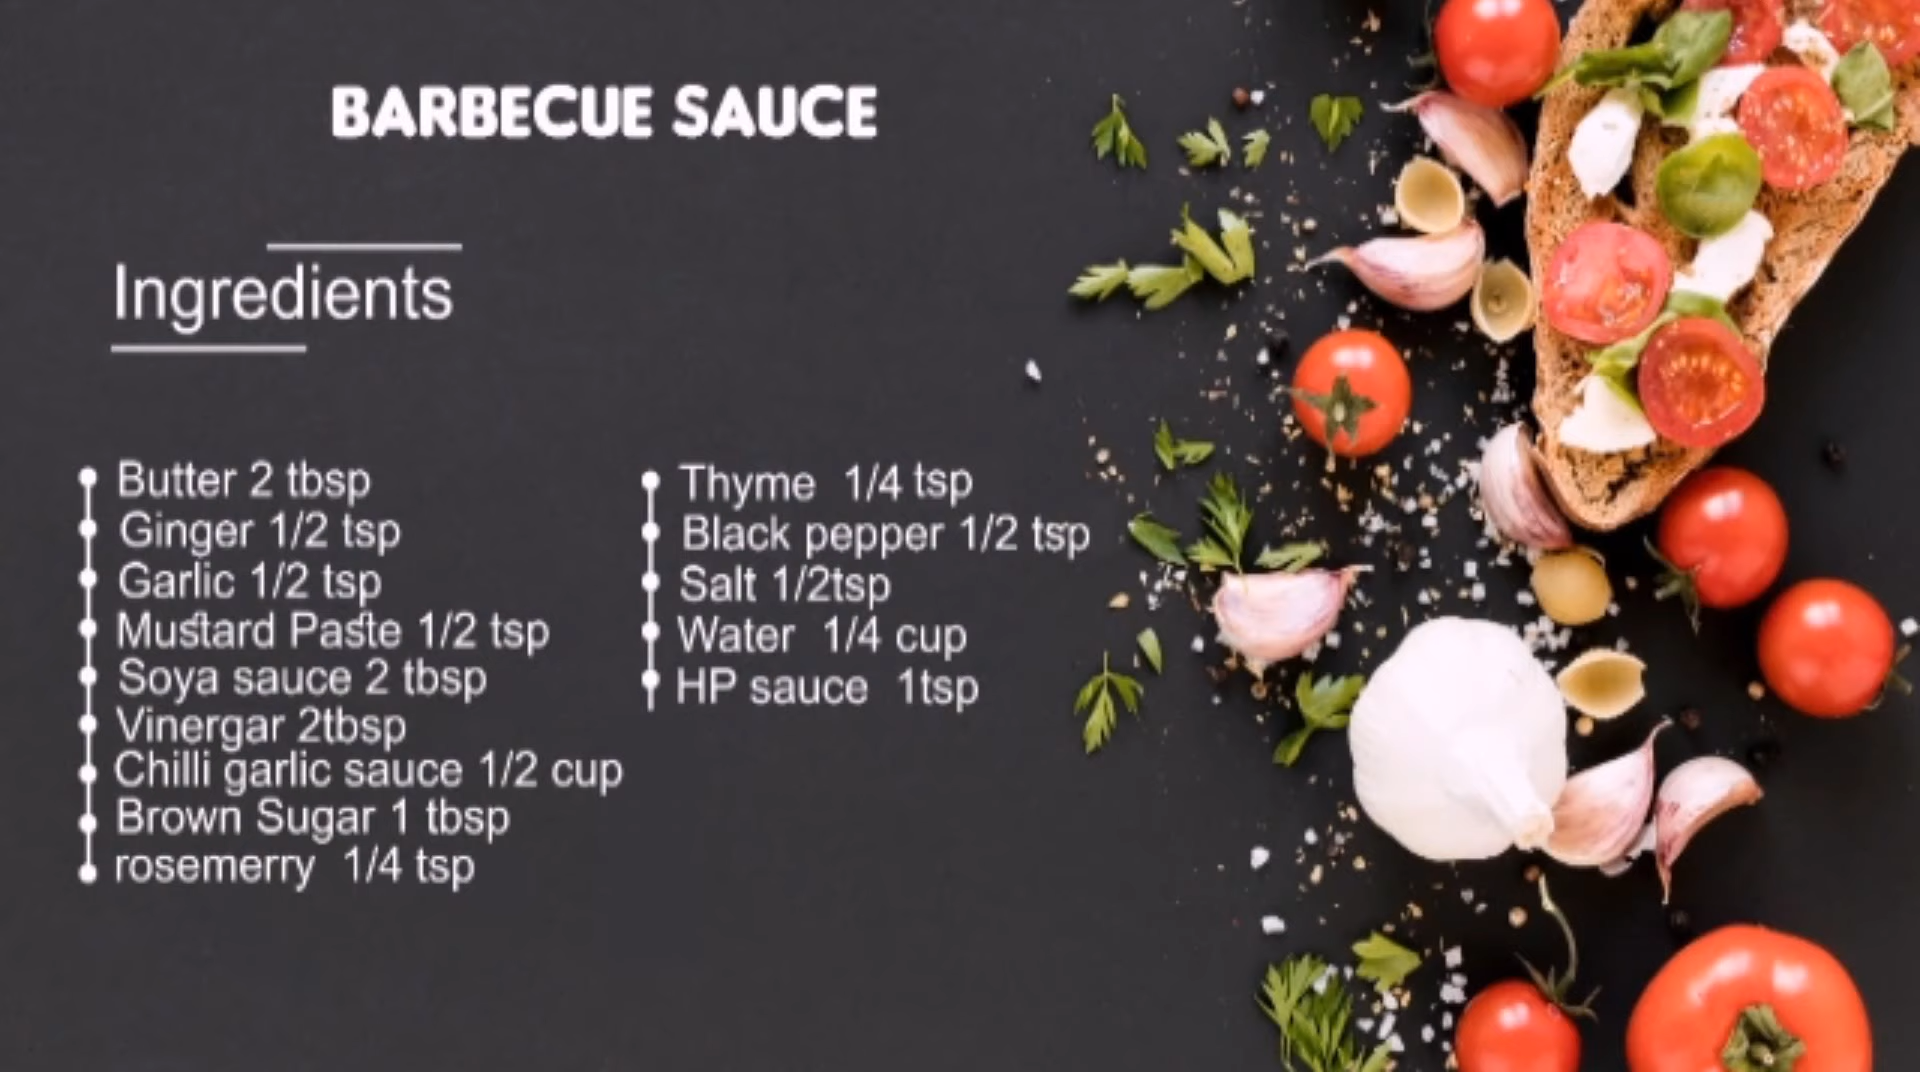 BARBECUE SAUCE
Ingredients
Butter 2 tbsp
Ginger 1/2 tsp
Garlic 1/2 tsp
Mustard Paste 1/2 tsp
Soya sauce 2 tbsp
Vinergar 2tbsp
Chilli garlic sauce 1/2 cup
Brown Sugar 1 tbsp
rosemerry 1/4 tsp
Thyme 1/4 tsp
Black pepper 1/2 tsp
Salt 1/2tsp
Water 1/4 cup
HP sauce 1tsp